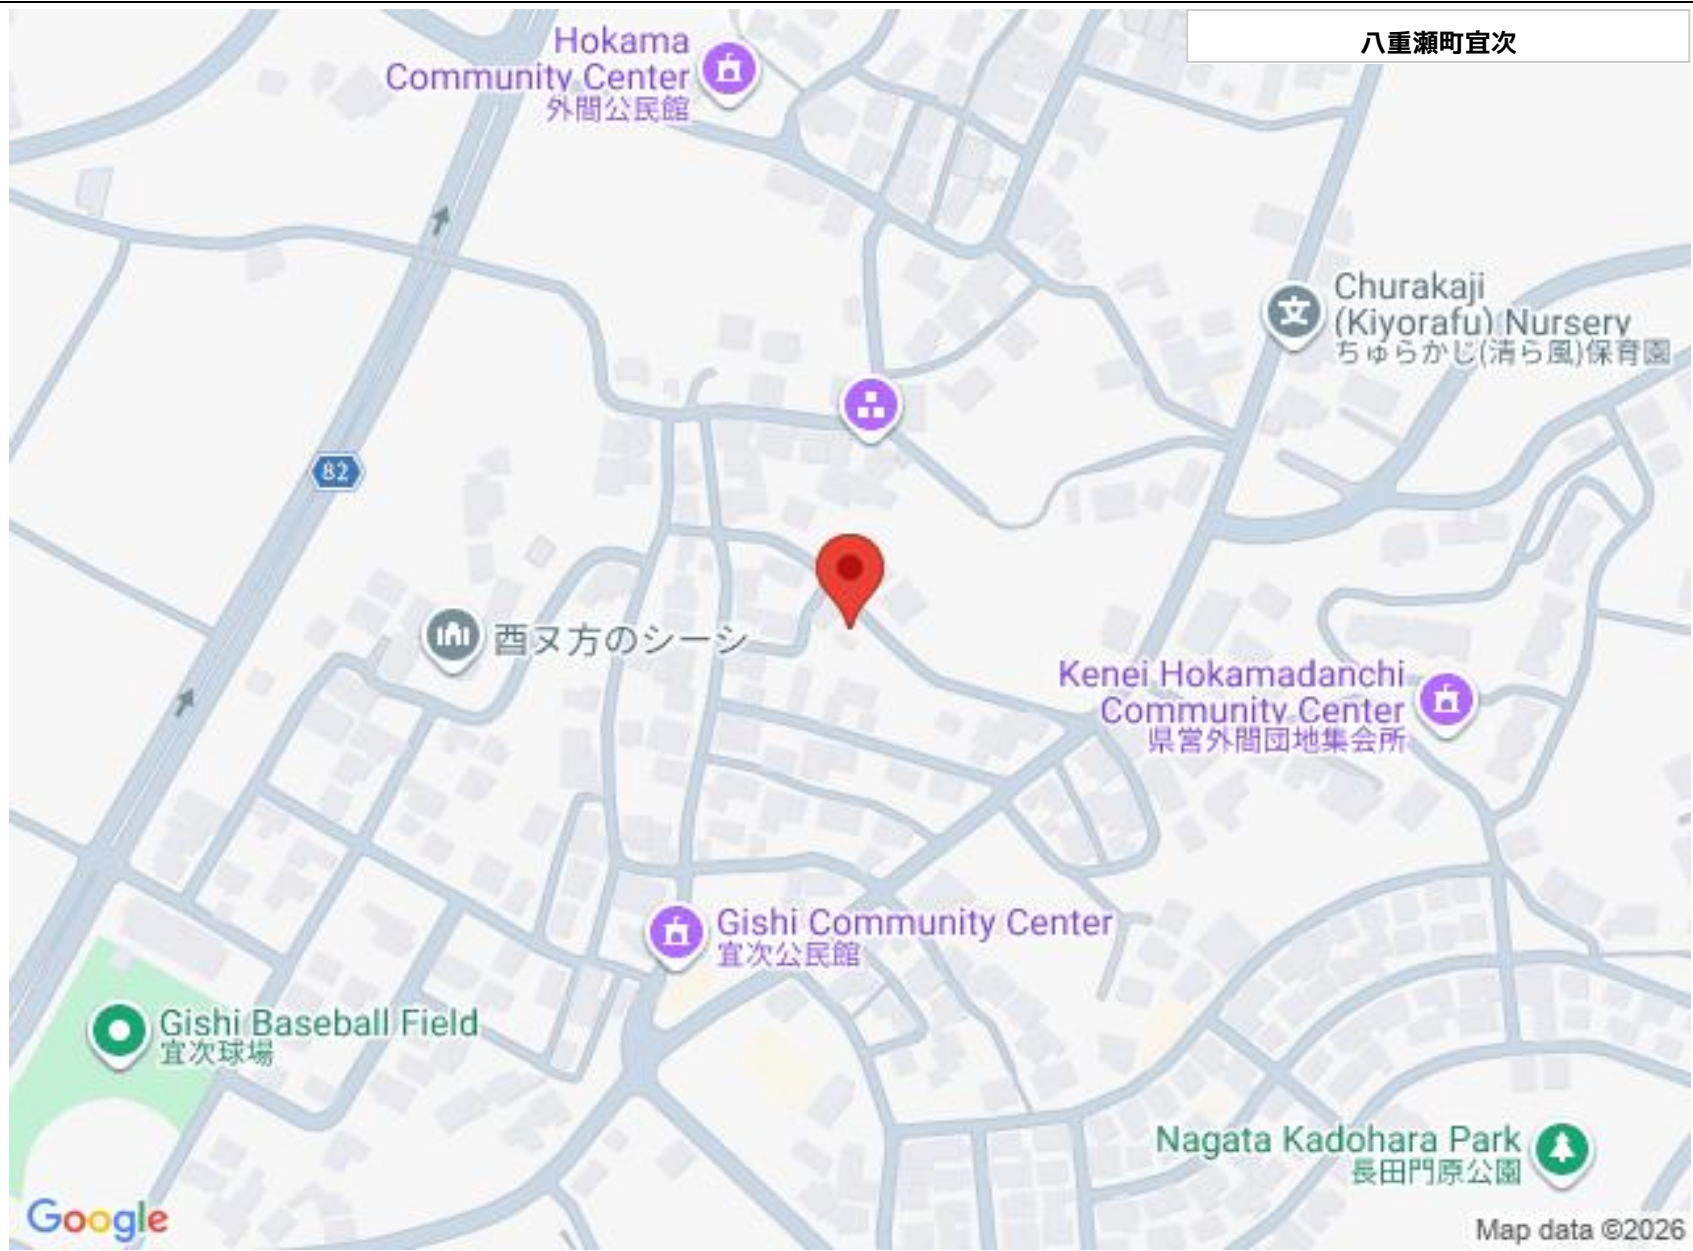 八重瀬町宜次
Hokama
Community Center
外間公民館
Churakaji
(Kiyorafu) Nursery
ちゅらかじ(清ら風)保育園
82
酉ヌ方のシーシ
Kenei Hokamadanchi
Community Center
県営外間団地集会所
Gishi Community Center
宜次公民館
Gishi Baseball Field
宜次球場
Nagata Kadohara Park
長田門原公園
Google
Map data ©2026